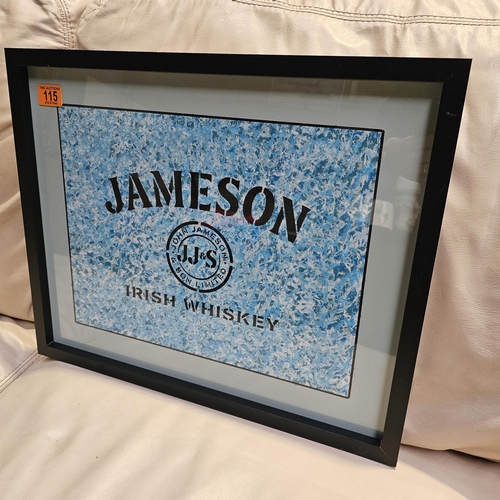 115
JAMESON
JOHN JAMESON
JJ&S
& SON LIMITED
IRISH WHISKEY